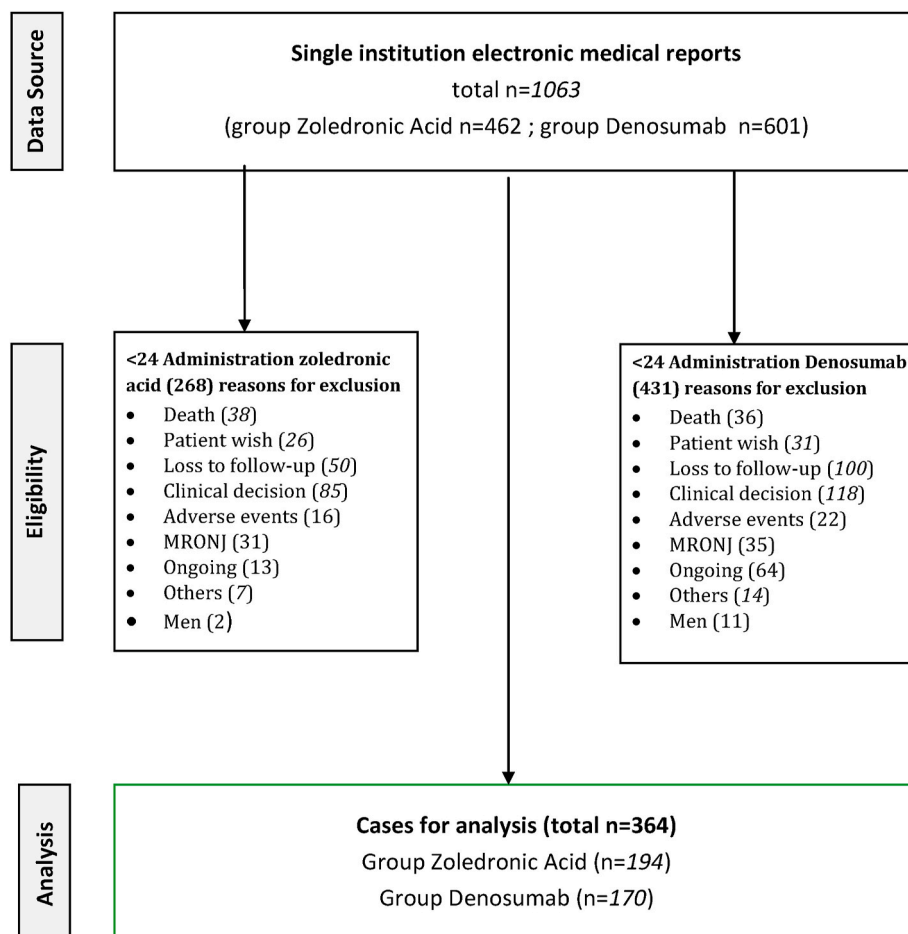 Data Source
Single institution electronic medical reports
total n=1063
(group Zoledronic Acid n=462 ; group Denosumab n=601)
Eligibility
<24 Administration zoledronic
acid (268) reasons for exclusion
• Death (38)
• Patient wish (26)
• Loss to follow-up (50)
• Clinical decision (85)
• Adverse events (16)
• MRONJ (31)
• Ongoing (13)
• Others (7)
• Men (2)
<24 Administration Denosumab
(431) reasons for exclusion
• Death (36)
• Patient wish (31)
• Loss to follow-up (100)
• Clinical decision (118)
• Adverse events (22)
• MRONJ (35)
• Ongoing (64)
• Others (14)
• Men (11)
Analysis
Cases for analysis (total n=364)
Group Zoledronic Acid (n=194)
Group Denosumab (n=170)